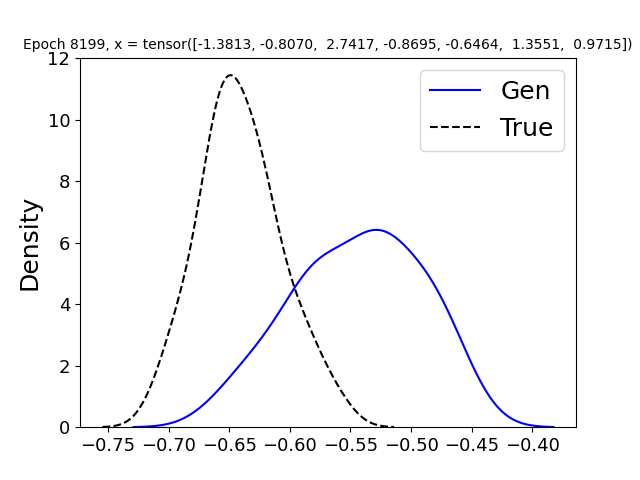 Epoch 8199, x = tensor([-1.3813, -0.8070,  2.7417, -0.8695, -0.6464,  1.3551,  0.9715])
12
10
8
6
4
2
0
Density
Gen
True
−0.75 −0.70 −0.65 −0.60 −0.55 −0.50 −0.45 −0.40